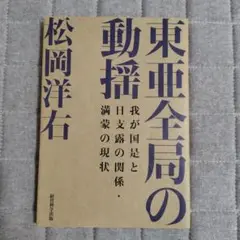 東亜全局の
動揺
我が国是と
日支露の関係・
満蒙の現状
松岡洋右